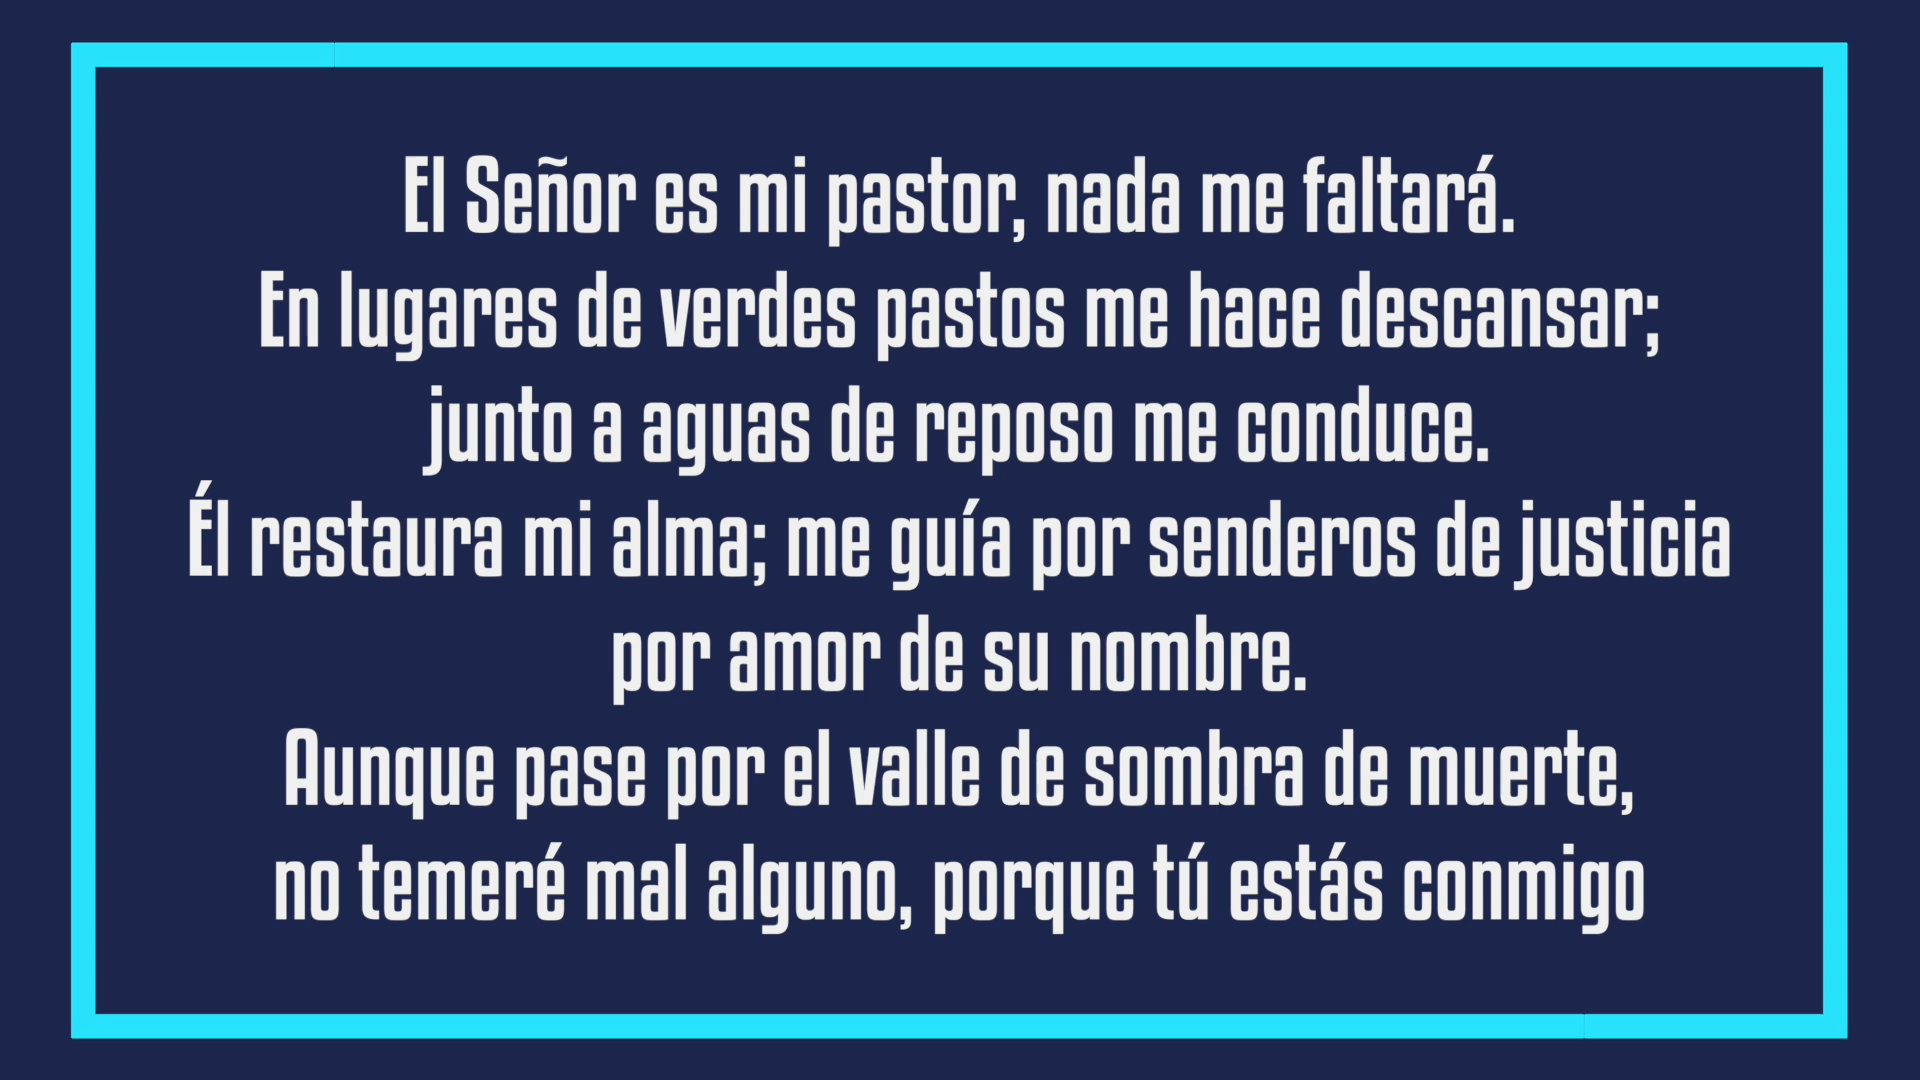 El Señor es mi pastor, nada me faltará.
En lugares de verdes pastos me hace descansar;
junto a aguas de reposo me conduce.
Él restaura mi alma; me guía por senderos de justicia
por amor de su nombre.
Aunque pase por el valle de sombra de muerte,
no temeré mal alguno, porque tú estás conmigo